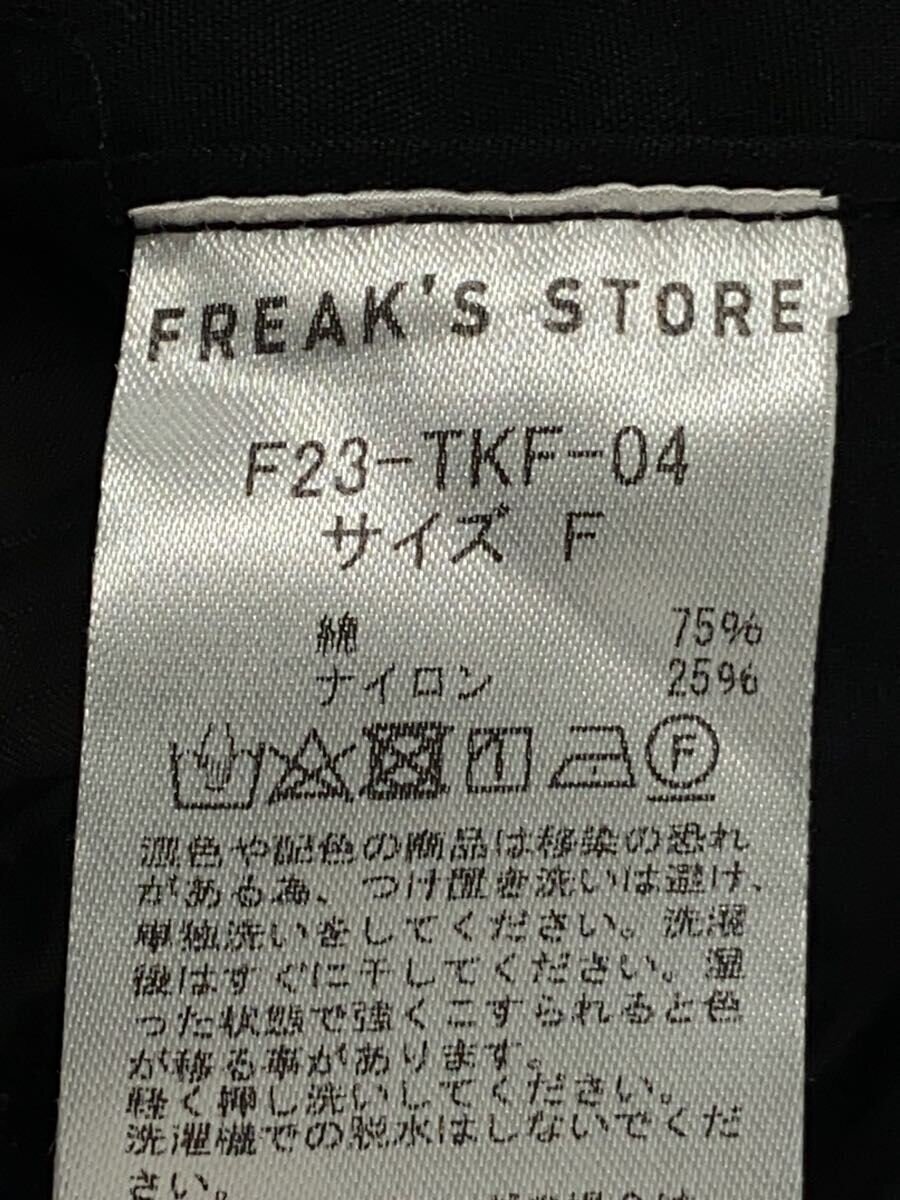 FREAK'S STORE
F23-TKF-04
サイズ F
綿 75%
ナイロン 25%
F
濃色や配色の商品は移染の恐れ
がある為、つけ置き洗いは避け、
単独洗いをしてください。洗濯
後はすぐに干してください。湿
った状態で強くこすられると色
が移る事があります。
軽く押し洗いしてください。
洗濯機での脱水はしないでくだ
さい。